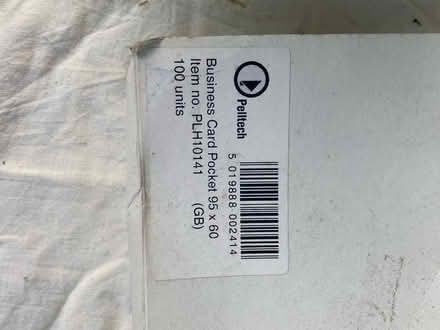 Pelltech
5 019888 002414
Business Card Pocket 95 x 60
Item no. PLH10141 (GB)
100 units